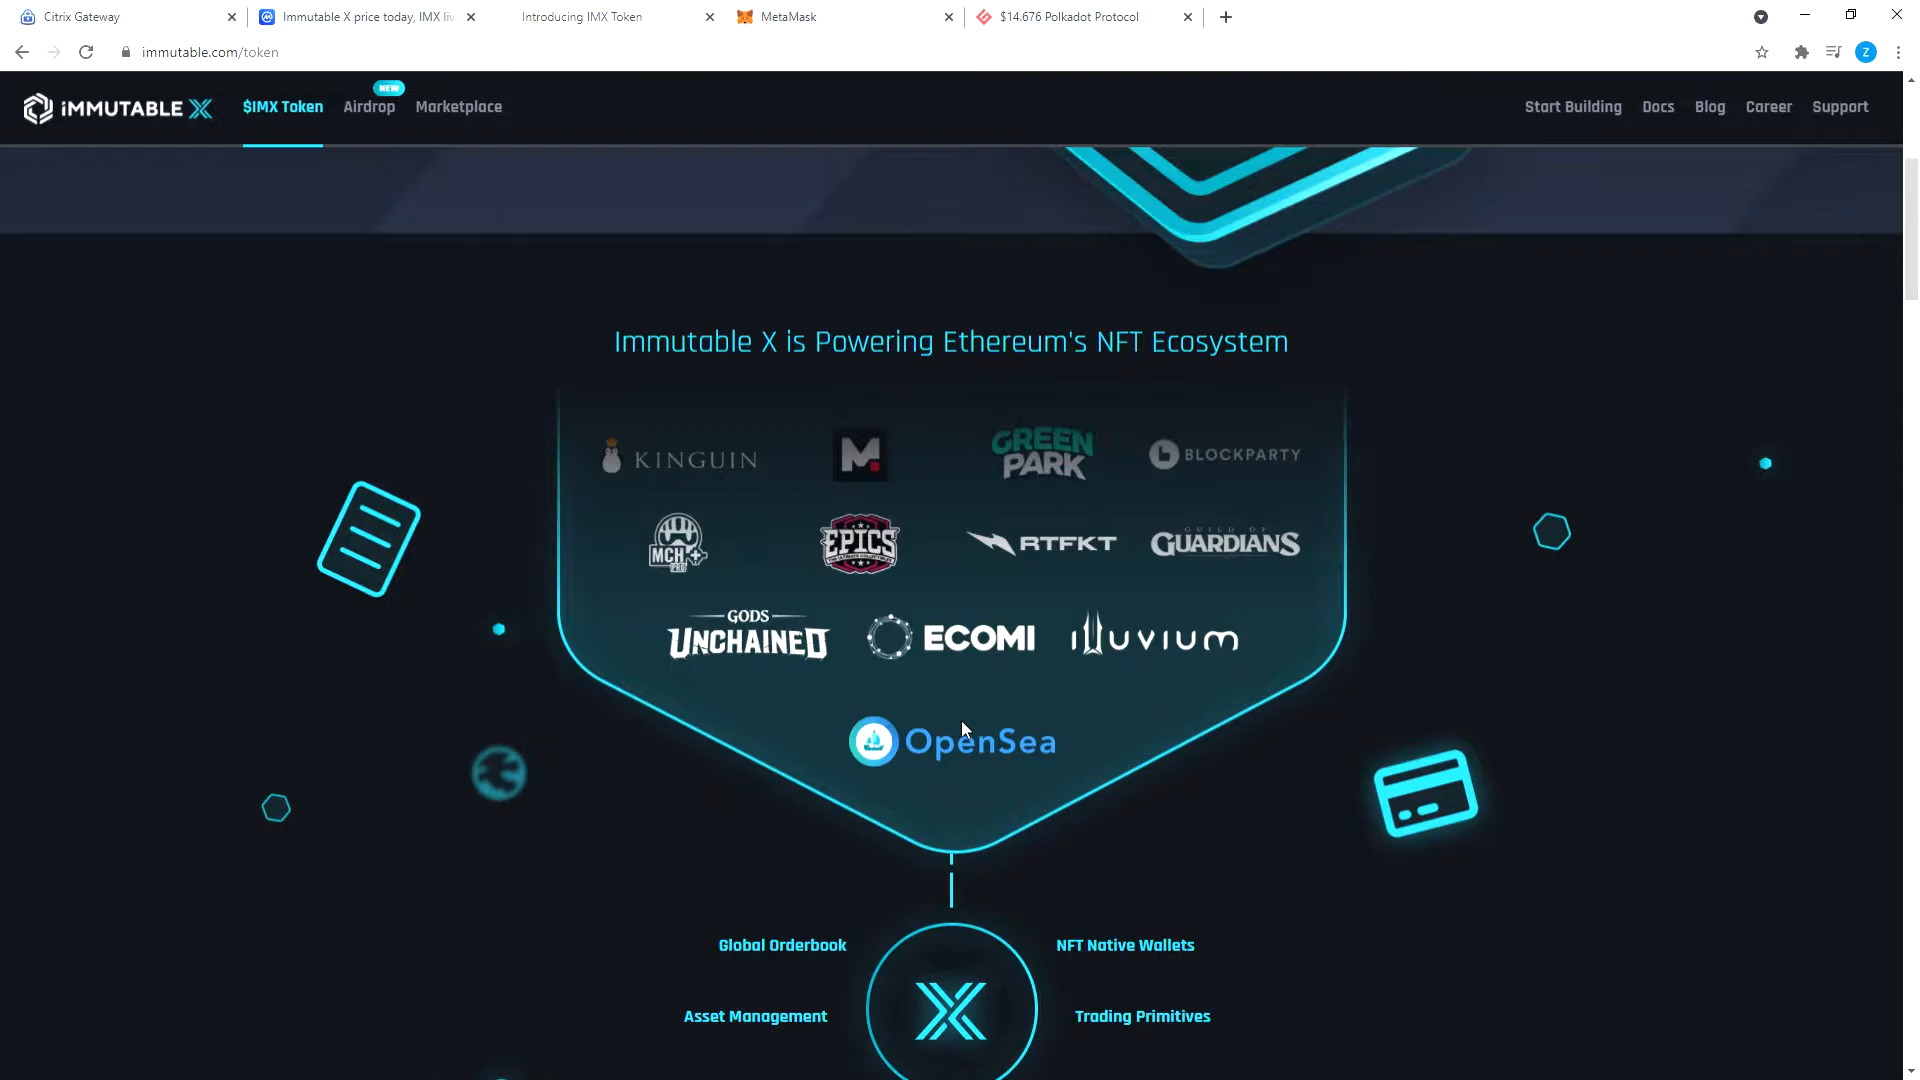 Citrix Gateway
Immutable X price today, IMX liv
Introducing IMX Token
MetaMask
$14.676 Polkadot Protocol
immutable.com/token
Z
IMMUTABLE X
$IMX Token
NEW
Airdrop
Marketplace
Start Building
Docs
Blog
Career
Support
Immutable X is Powering Ethereum's NFT Ecosystem
KINGUIN
M
GREEN
PARK
BLOCKPARTY
MCH+
PRO
EPICS
RTFKT
GUILD OF
GUARDIANS
GODS
UNCHAINED
ECOMI
illuvium
OpenSea
Global Orderbook
NFT Native Wallets
Asset Management
Trading Primitives